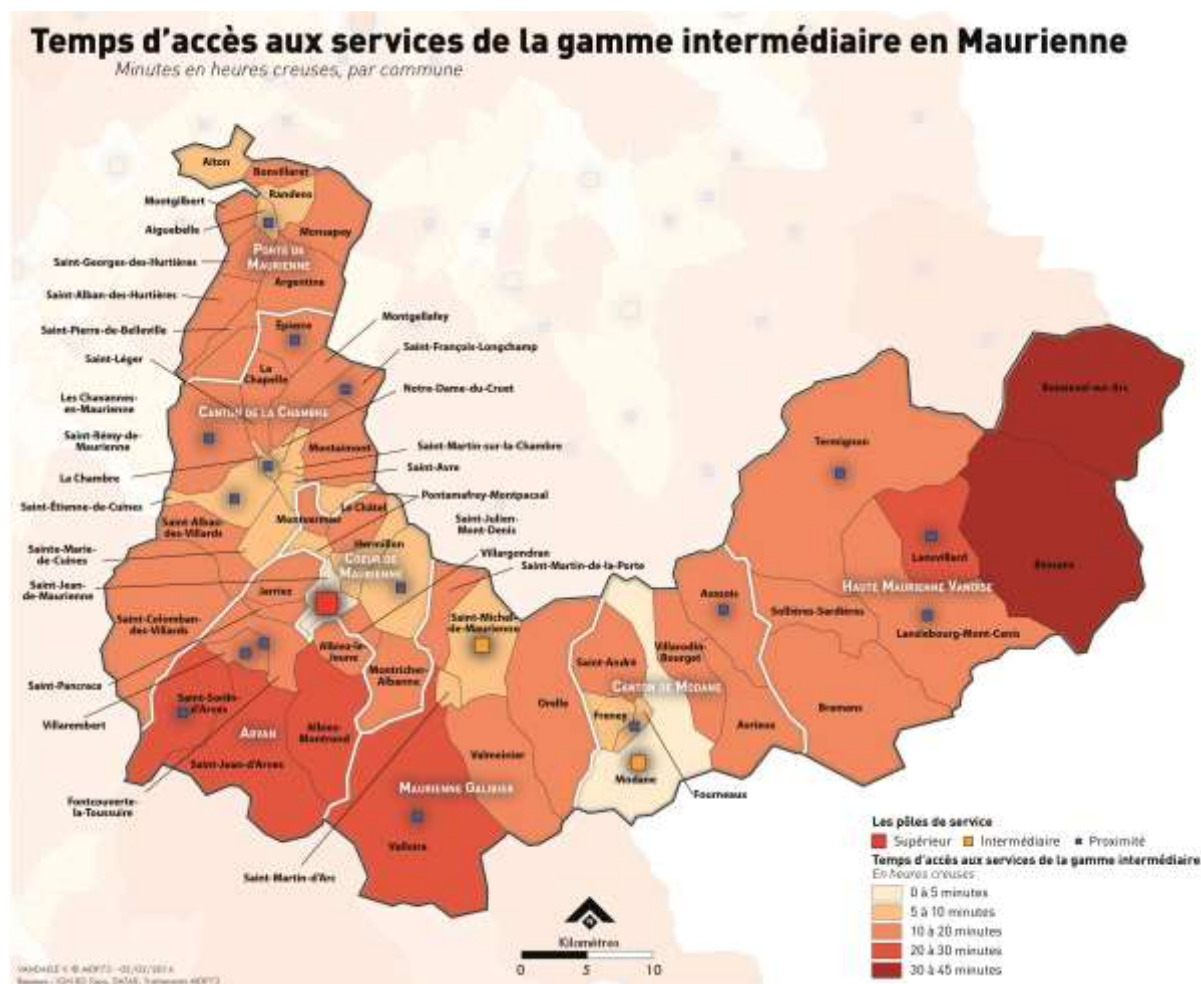 Temps d'accès aux services de la gamme intermédiaire en Maurienne
Minutes en heures creuses, par commune
Aiton
Bonvillaret
Randens
Montgilbert
Aiguebelle
Montsapey
PORTE DE
MAURIENNE
Saint-Georges-des-Hurtières
Argentine
Saint-Alban-des-Hurtières
Montgellafey
Saint-Pierre-de-Belleville
Épierre
Saint-François-Longchamp
Saint-Léger
La
Chapelle
Notre-Dame-du-Cruet
Les Chavannes-
en-Maurienne
CANTON DE LA CHAMBRE
Saint-Rémy-de-
Maurienne
Montaimont
Saint-Martin-sur-la-Chambre
La Chambre
Saint-Avre
Saint-Étienne-de-Cuines
Pontamafrey-Montpascal
Le Châtel
Saint-Alban-
des-Villards
Montvernier
Saint-Julien-
Mont-Denis
Hermillon
Sainte-Marie-
de-Cuines
COEUR DE
MAURIENNE
Villargondran
Saint-Martin-de-la-Porte
Saint-Jean-
de-Maurienne
Jarrier
Saint-Colomban-
des-Villards
Saint-Michel-
de-Maurienne
Albiez-le-
Jeune
Montricher-
Albanne
Saint-Pancrace
Villarembert
Saint-Sorlin-
d'Arves
ARVAN
Albiez-
Montrond
Saint-Jean-d'Arves
Fontcouverte-
la-Toussuire
Orelle
Valmeinier
MAURIENNE GALIBIER
Valloire
Saint-Martin-d'Arc
Saint-André
CANTON DE MODANE
Freney
Modane
Fourneaux
Villarodin-
Bourget
Aussois
Avrieux
Termignon
Sollières-Sardières
Bramans
HAUTE MAURIENNE VANOISE
Lanslevillard
Lanslebourg-Mont-Cenis
Bonneval-sur-Arc
Bessans
Les pôles de service
Supérieur Intermédiaire Proximité
Temps d'accès aux services de la gamme intermédiaire
En heures creuses
0 à 5 minutes
5 à 10 minutes
10 à 20 minutes
20 à 30 minutes
30 à 45 minutes
N
Kilomètres
0 5 10